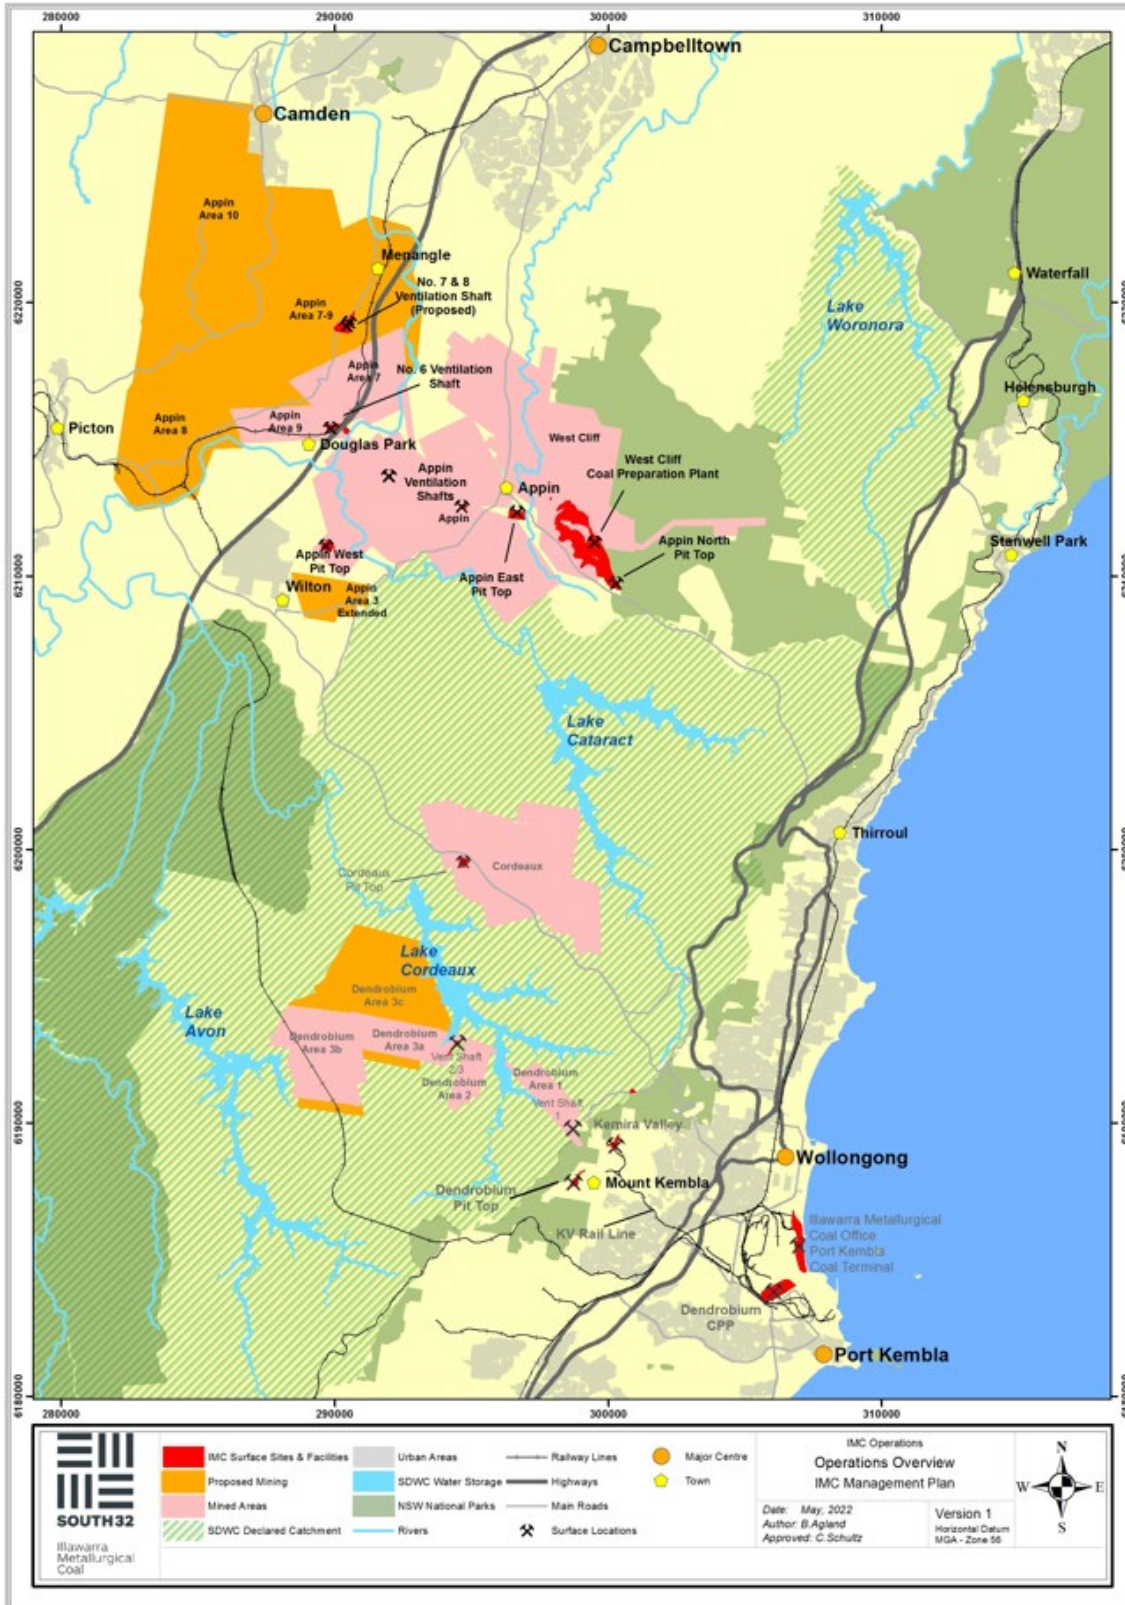 280000
290000
300000
310000
Campbelltown
Camden
Appin
Area 10
Menangle
No. 7 & 8
Ventilation Shaft
(Proposed)
Appin
Area 7-9
Waterfall
Lake
Woronora
6220000
Appin
Area 7
No. 6 Ventilation
Shaft
Holensburgh
Picton
Appin
Area 8
Appin
Area 9
Douglas Park
West Cliff
West Cliff
Coal Preparation Plant
Appin
Ventilation
Shafts
Appin
Appin
Appin North
Pit Top
Stanwell Park
Appin West
Pit Top
Appin East
Pit Top
6210000
Wilton
Appin
Area 3
Extended
Lake
Cataract
Thirroul
6200000
Cordeaux
Pit Top
Cordeaux
Lake
Cordeaux
Lake
Avon
Dendrobium
Area 3c
Dendrobium
Area 3b
Dendrobium
Area 3a
Vent Shaft
2/3
Dendrobium
Area 2
Dendrobium
Area 1
Vent Shaft
1
6190000
Kemira Valley
Wollongong
Dendrobium
Pit Top
Mount Kembla
KV Rail Line
Illawarra Metallurgical
Coal Office
Port Kembla
Coal Terminal
Dendrobium
CPP
Port Kembla
6180000
280000
290000
300000
310000
SOUTH32
Illawarra
Metallurgical
Coal
IMC Surface Sites & Facilities
Proposed Mining
Mined Areas
SDWC Declared Catchment
Urban Areas
SDWC Water Storage
NSW National Parks
Rivers
Railway Lines
Highways
Main Roads
Surface Locations
Major Centre
Town
IMC Operations
Operations Overview
IMC Management Plan
Date: May, 2022
Author: B.Agland
Approved: C.Schultz
Version 1
Horizontal Datum
MGA - Zone 56
N
W
E
S